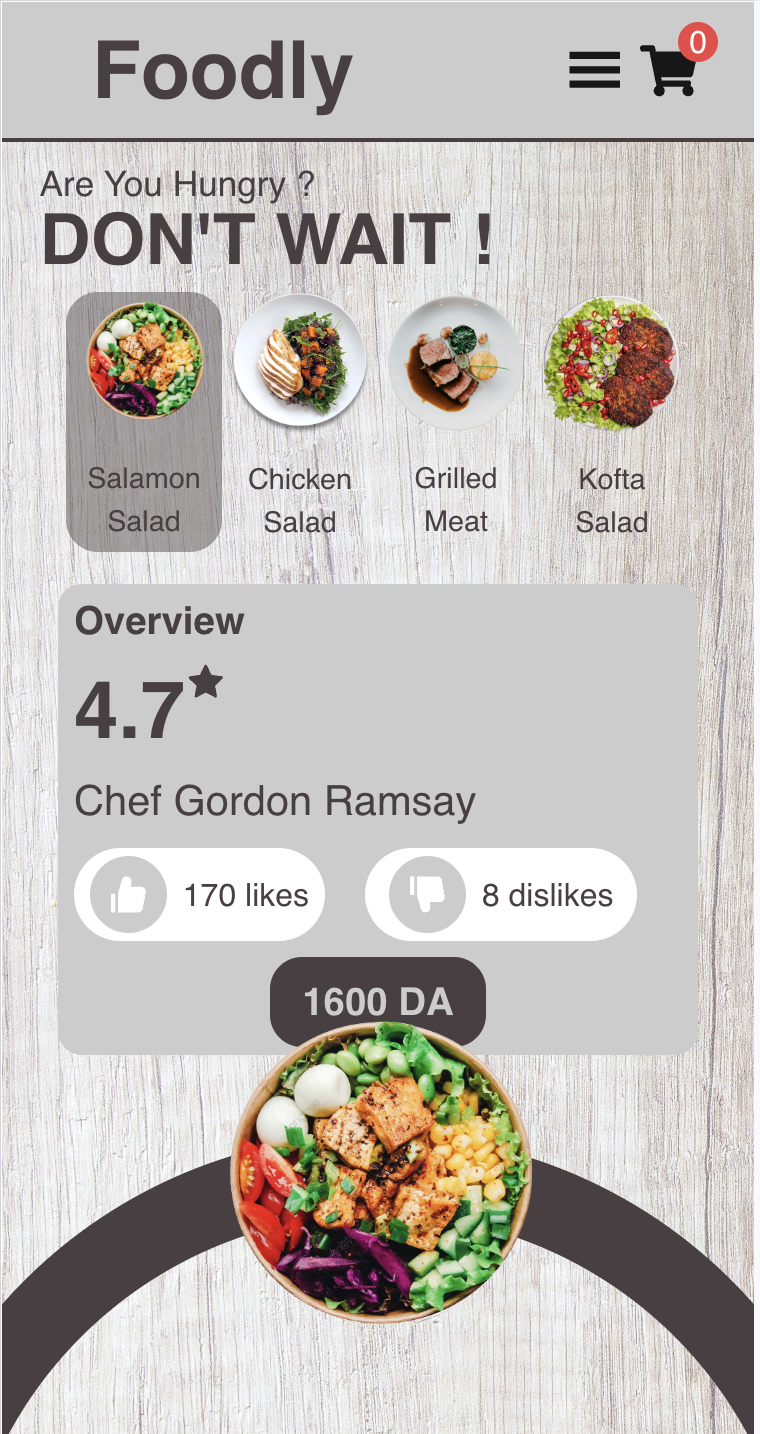 Foodly
0
Are You Hungry ?
DON'T WAIT !
Salamon
Salad
Chicken
Salad
Grilled
Meat
Kofta
Salad
Overview
4.7
Chef Gordon Ramsay
170 likes
8 dislikes
1600 DA